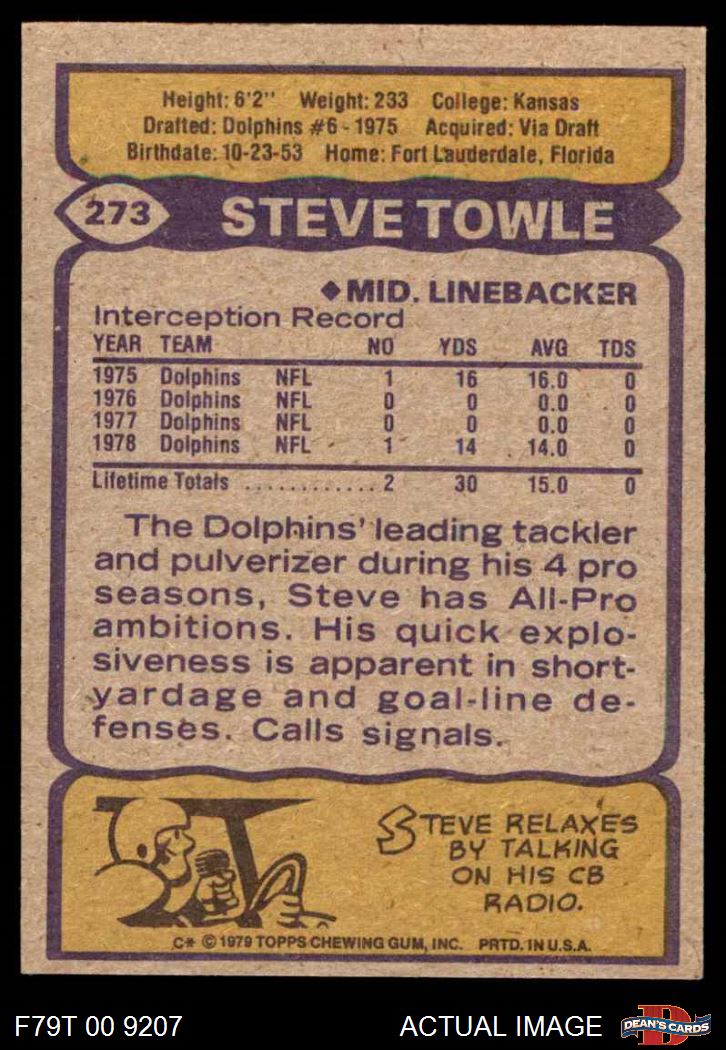 Height: 6'2" Weight: 233 College: Kansas
Drafted: Dolphins #6 - 1975 Acquired: Via Draft
Birthdate: 10-23-53 Home: Fort Lauderdale, Florida
273 STEVE TOWLE
◆MID. LINEBACKER
Interception Record
YEAR TEAM NO YDS AVG TDS
1975 Dolphins NFL 1 16 16.0 0
1976 Dolphins NFL 0 0 0.0 0
1977 Dolphins NFL 0 0 0.0 0
1978 Dolphins NFL 1 14 14.0 0
Lifetime Totals ............ 2 30 15.0 0
The Dolphins' leading tackler
and pulverizer during his 4 pro
seasons, Steve has All-Pro
ambitions. His quick explo-
siveness is apparent in short-
yardage and goal-line de-
fenses. Calls signals.
STEVE RELAXES
BY TALKING
ON HIS CB
RADIO.
C* © 1979 TOPPS CHEWING GUM, INC. PRTD. IN U.S.A.
F79T 00 9207 ACTUAL IMAGE D DEAN'S CARDS